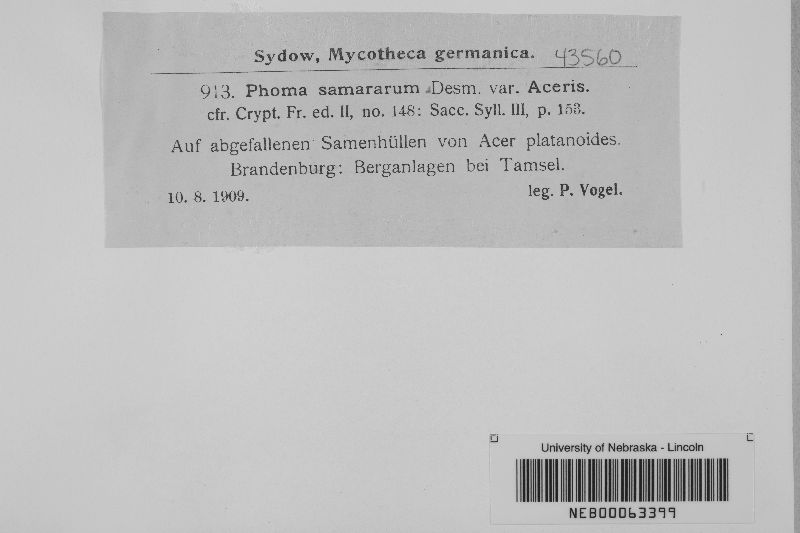 Sydow, Mycotheca germanica. 43560
913. Phoma samararum Desm. var. Aceris.
cfr. Crypt. Fr. ed. II, no. 148: Sacc. Syll. III, p. 153.
Auf abgefallenen Samenhüllen von Acer platanoides.
Brandenburg: Berganlagen bei Tamsel.
10. 8. 1909. leg. P. Vogel.
University of Nebraska - Lincoln
NEB00063399